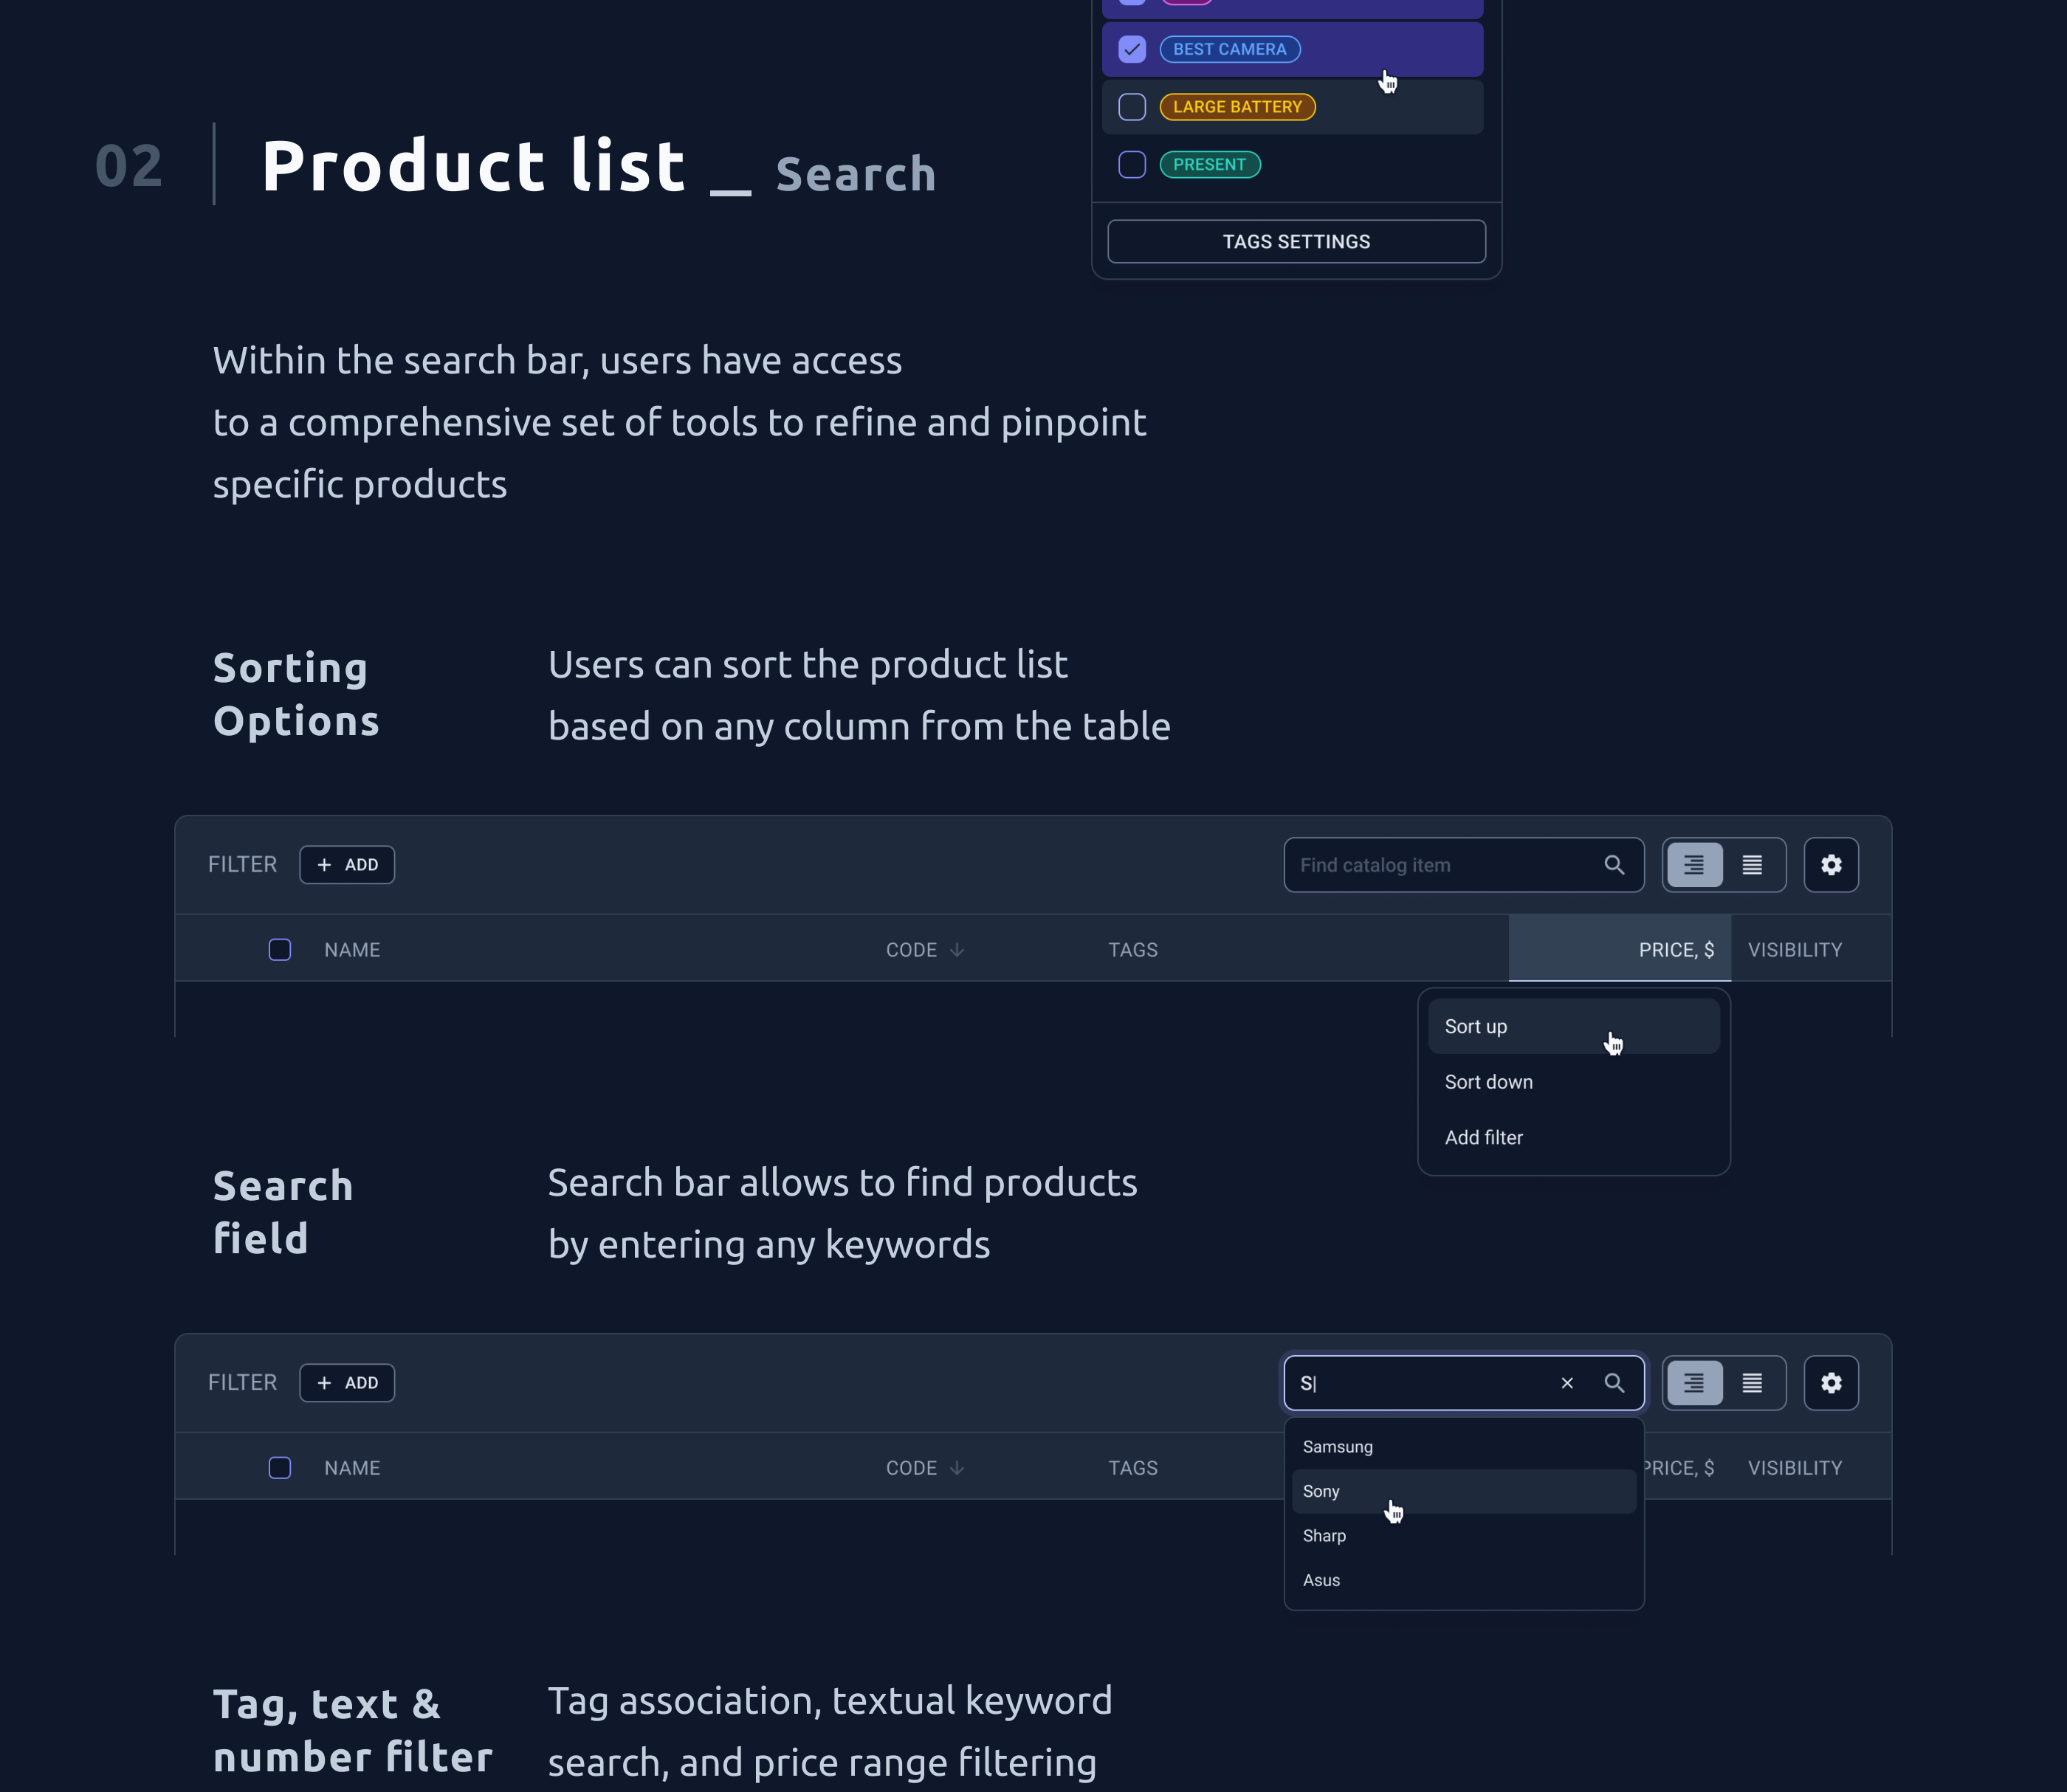 BEST CAMERA
LARGE BATTERY
PRESENT
TAGS SETTINGS
02
Product list _ Search
Within the search bar, users have access
to a comprehensive set of tools to refine and pinpoint
specific products
Sorting
Options
Users can sort the product list
based on any column from the table
FILTER + ADD Find catalog item
NAME CODE TAGS PRICE, $ VISIBILITY
Sort up
Sort down
Add filter
Search
field
Search bar allows to find products
by entering any keywords
FILTER + ADD S
NAME CODE TAGS PRICE, $ VISIBILITY
Samsung
Sony
Sharp
Asus
Tag, text &
number filter
Tag association, textual keyword
search, and price range filtering